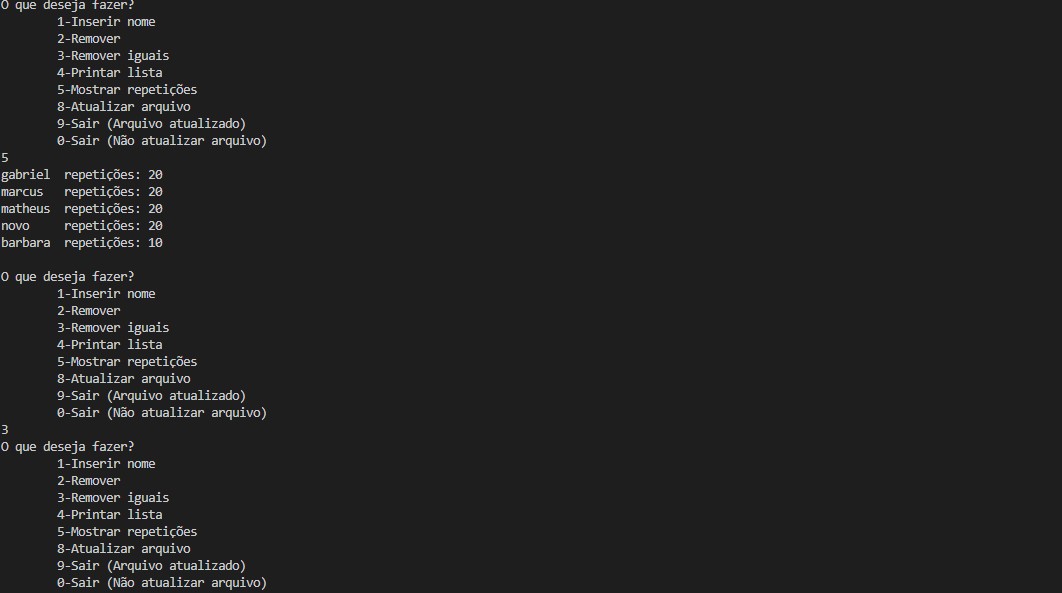 O que deseja fazer?
1-Inserir nome
2-Remover
3-Remover iguais
4-Printar lista
5-Mostrar repetições
8-Atualizar arquivo
9-Sair (Arquivo atualizado)
0-Sair (Não atualizar arquivo)
5
gabriel repetições: 20
marcus repetições: 20
matheus repetições: 20
novo repetições: 20
barbara repetições: 10
O que deseja fazer?
1-Inserir nome
2-Remover
3-Remover iguais
4-Printar lista
5-Mostrar repetições
8-Atualizar arquivo
9-Sair (Arquivo atualizado)
0-Sair (Não atualizar arquivo)
3
O que deseja fazer?
1-Inserir nome
2-Remover
3-Remover iguais
4-Printar lista
5-Mostrar repetições
8-Atualizar arquivo
9-Sair (Arquivo atualizado)
0-Sair (Não atualizar arquivo)